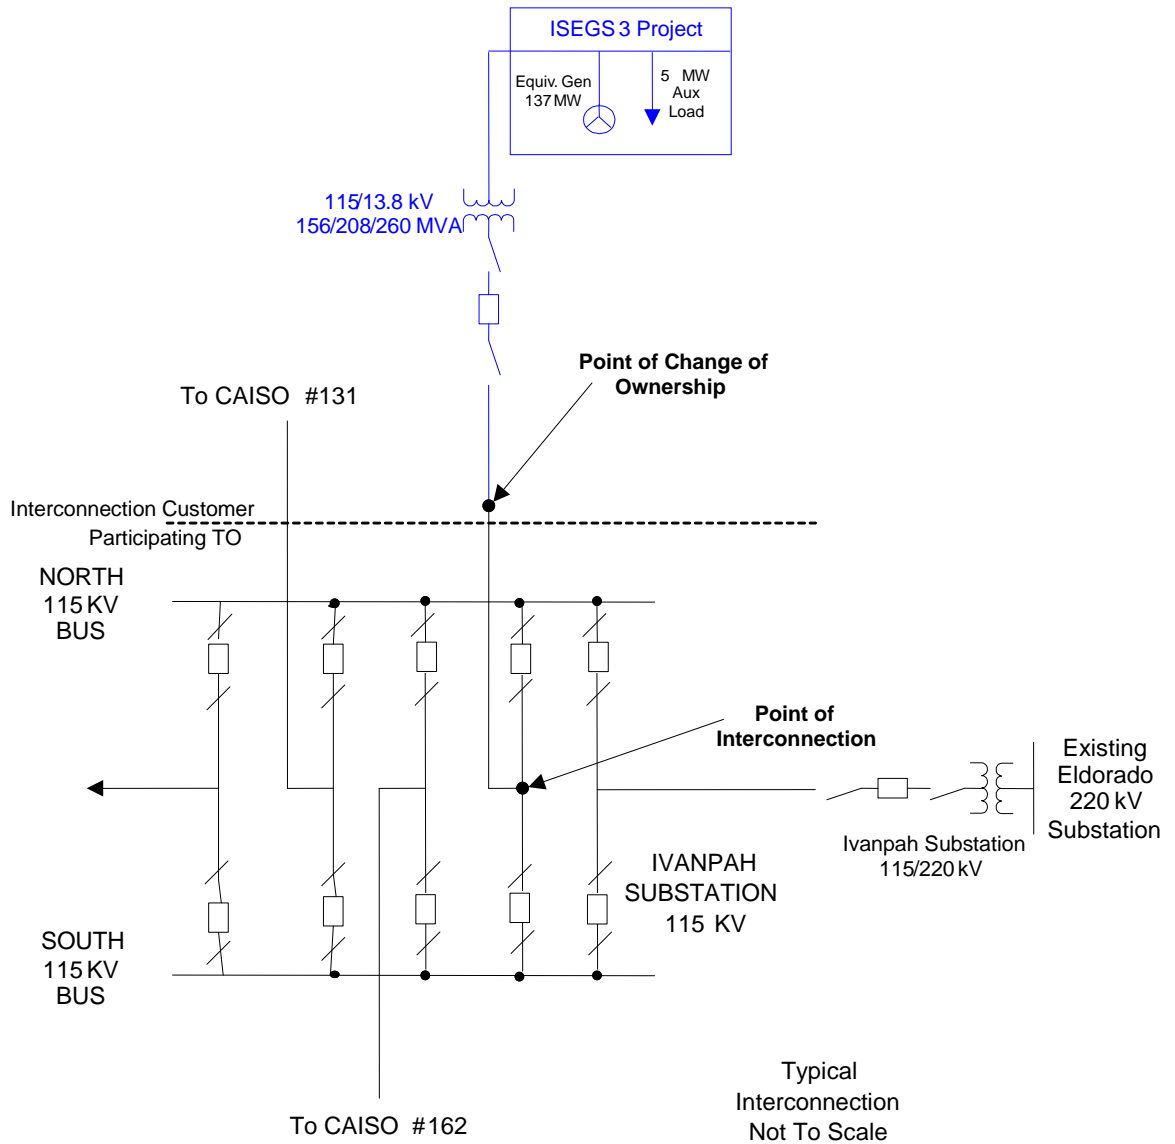 ISEGS 3 Project
Equiv. Gen
137 MW
5 MW
Aux
Load
115/13.8 kV
156/208/260 MVA
Point of Change of
Ownership
To CAISO #131
Interconnection Customer
Participating TO
NORTH
115 KV
BUS
Point of
Interconnection
Existing
Eldorado
220 kV
Substation
Ivanpah Substation
115/220 kV
IVANPAH
SUBSTATION
115 KV
SOUTH
115 KV
BUS
To CAISO #162
Typical
Interconnection
Not To Scale